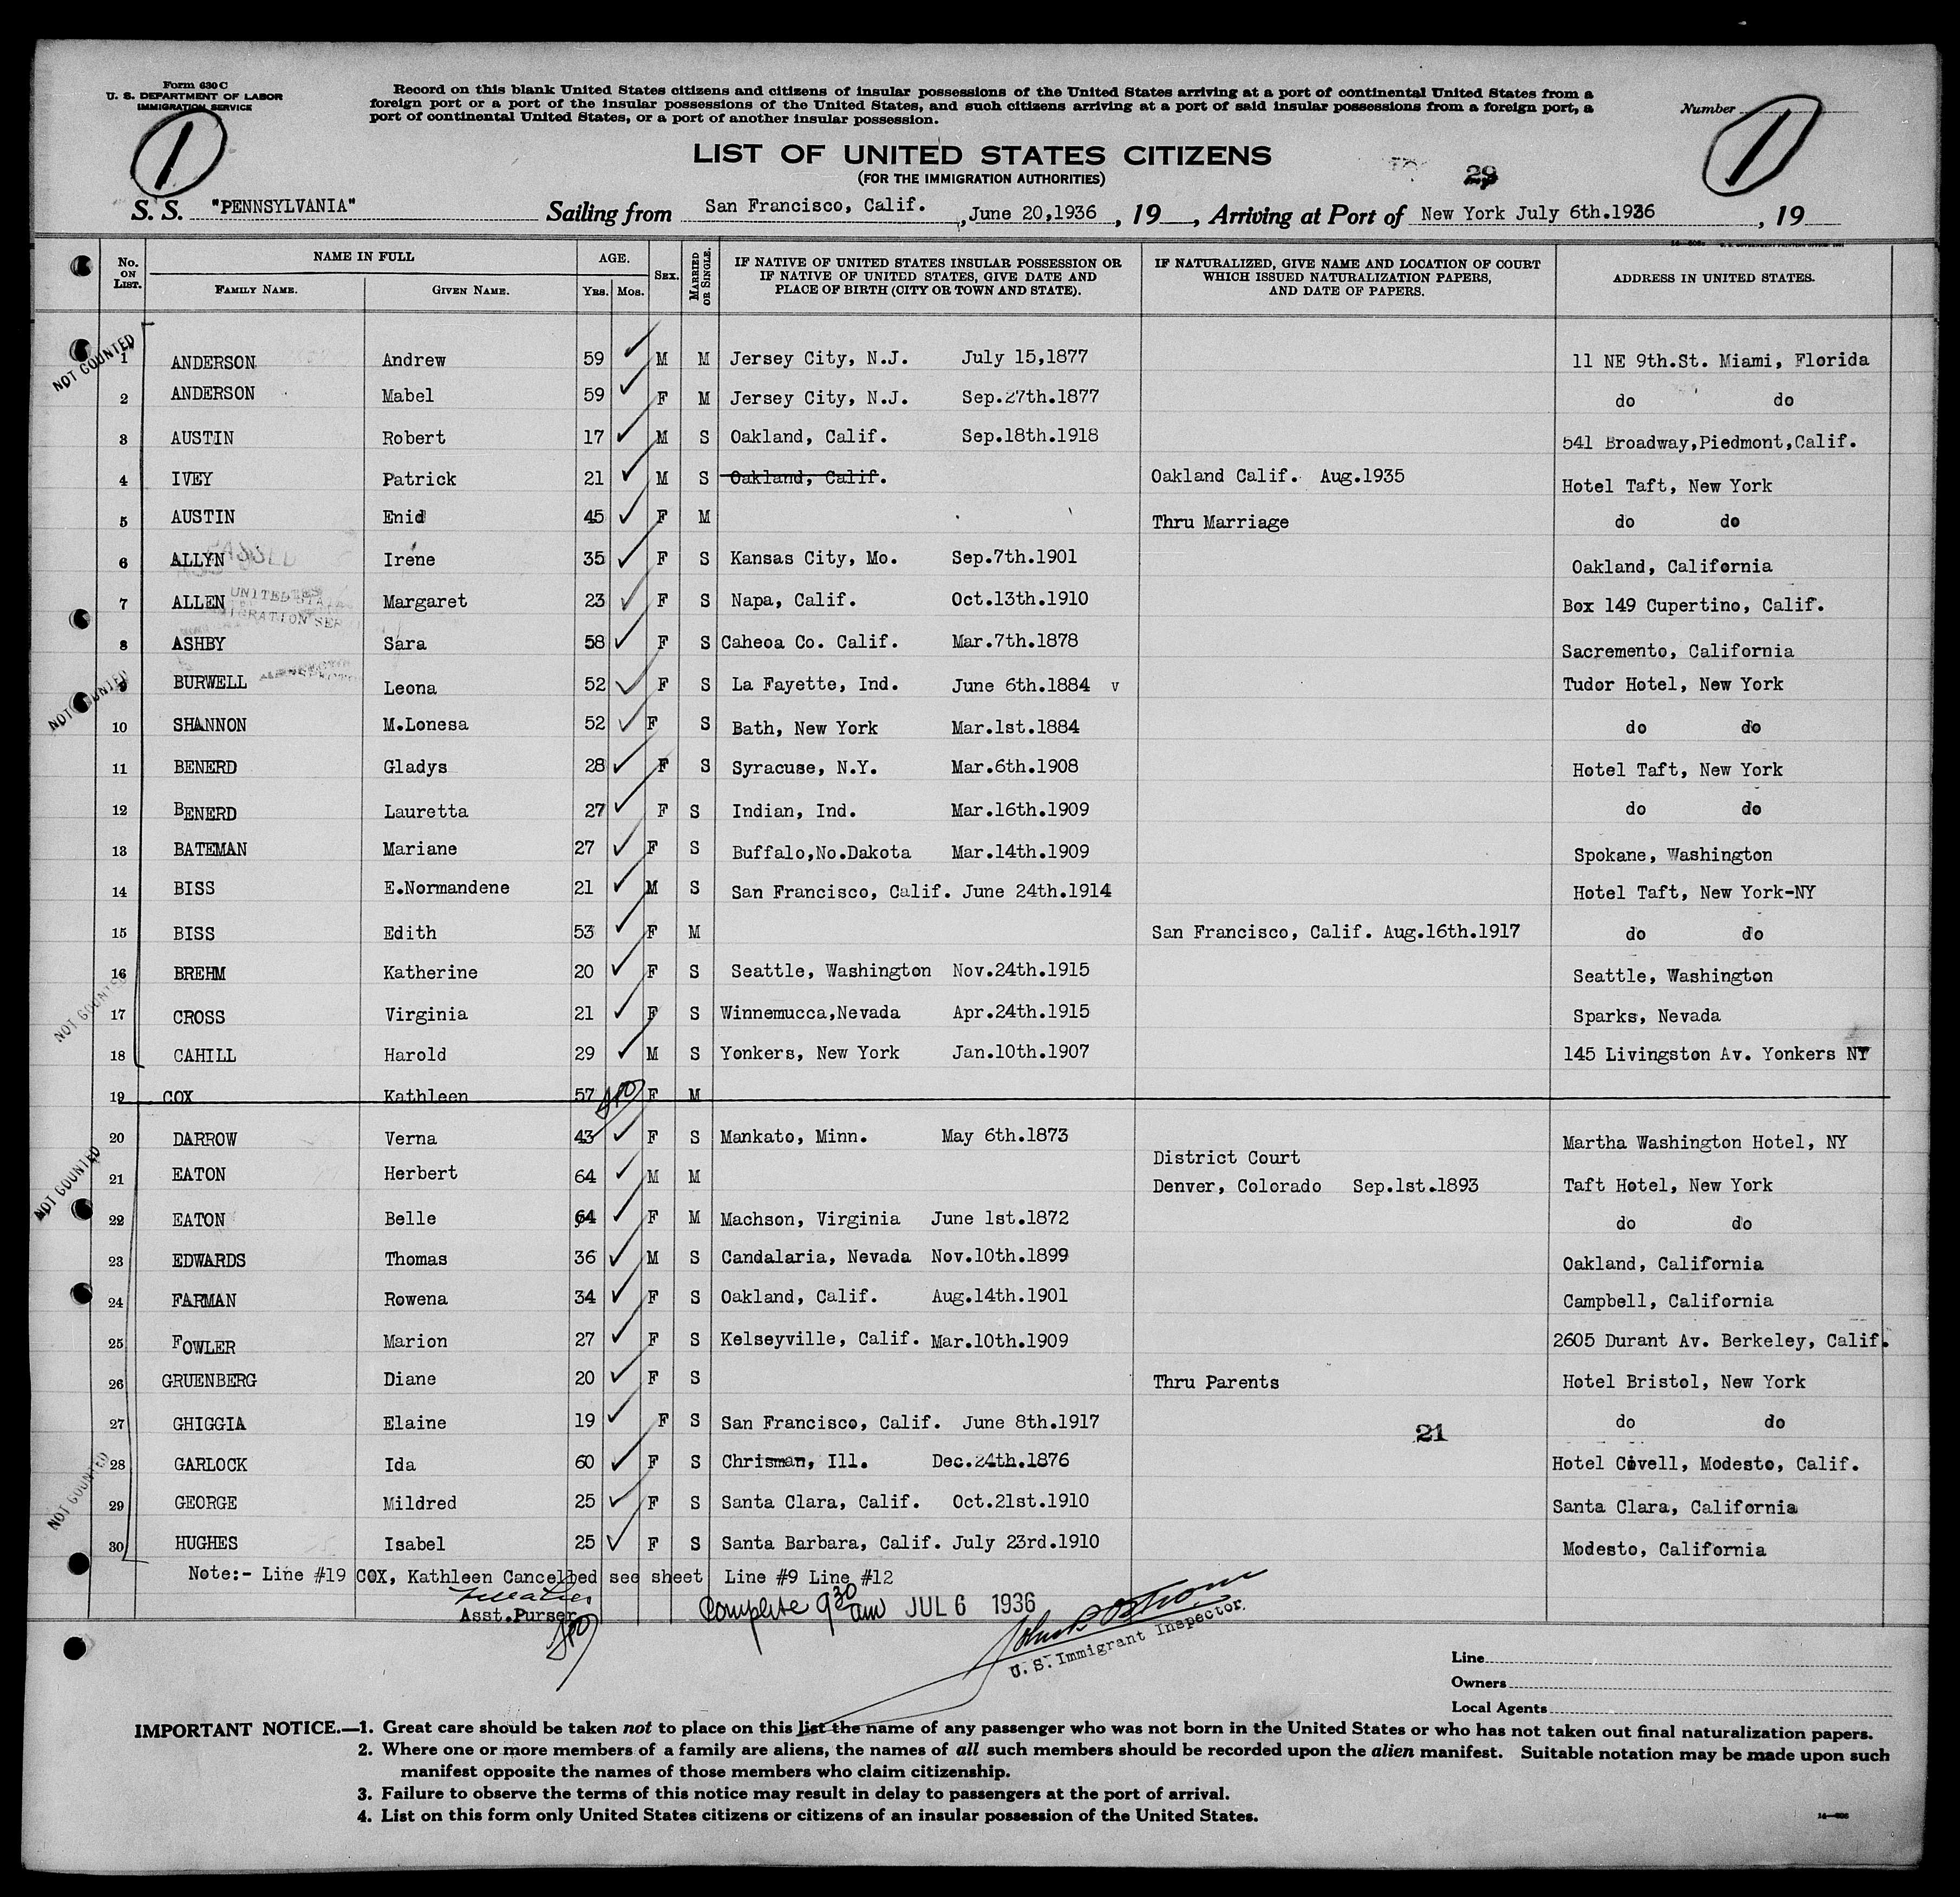 Form 630 C
U. S. DEPARTMENT OF LABOR
IMMIGRATION SERVICE
Record on this blank United States citizens and citizens of insular possessions of the United States arriving at a port of continental United States from a
foreign port or a port of the insular possessions of the United States, and such citizens arriving at a port of said insular possessions from a foreign port, a
port of continental United States, or a port of another insular possession.
Number
1
1
LIST OF UNITED STATES CITIZENS
(FOR THE IMMIGRATION AUTHORITIES)
29
S. S. "PENNSYLVANIA" Sailing from San Francisco, Calif. , June 20,1936 , 19 , Arriving at Port of New York July 6th.1936 , 19
No. ON LIST. NAME IN FULL FAMILY NAME. GIVEN NAME. AGE. YRS. MOS. SEX. MARRIED OR SINGLE. IF NATIVE OF UNITED STATES INSULAR POSSESSION OR IF NATIVE OF UNITED STATES, GIVE DATE AND PLACE OF BIRTH (CITY OR TOWN AND STATE). IF NATURALIZED, GIVE NAME AND LOCATION OF COURT WHICH ISSUED NATURALIZATION PAPERS, AND DATE OF PAPERS. ADDRESS IN UNITED STATES.
NOT COUNTED
1 ANDERSON Andrew 59 M M Jersey City, N.J. July 15,1877 11 NE 9th.St. Miami, Florida
2 ANDERSON Mabel 59 F M Jersey City, N.J. Sep.27th.1877 do do
3 AUSTIN Robert 17 M S Oakland, Calif. Sep.18th.1918 541 Broadway,Piedmont,Calif.
4 IVEY Patrick 21 M S Oakland, Calif. Oakland Calif. Aug.1935 Hotel Taft, New York
5 AUSTIN Enid 45 F M Thru Marriage do do
6 ALLYN Irene 35 F S Kansas City, Mo. Sep.7th.1901 Oakland, California
7 ALLEN Margaret 23 F S Napa, Calif. Oct.13th.1910 Box 149 Cupertino, Calif.
UNITED STATES
8 ASHBY Sara 58 F S Caheoa Co. Calif. Mar.7th.1878 Sacremento, California
NOT COUNTED
9 BURWELL Leona 52 F S La Fayette, Ind. June 6th.1884 v Tudor Hotel, New York
10 SHANNON M.Lonesa 52 F S Bath, New York Mar.1st.1884 do do
11 BENERD Gladys 28 F S Syracuse, N.Y. Mar.6th.1908 Hotel Taft, New York
12 BENERD Lauretta 27 F S Indian, Ind. Mar.16th.1909 do do
13 BATEMAN Mariane 27 F S Buffalo,No.Dakota Mar.14th.1909 Spokane, Washington
14 BISS E.Normandene 21 M S San Francisco, Calif. June 24th.1914 Hotel Taft, New York-NY
15 BISS Edith 53 F M San Francisco, Calif. Aug.16th.1917 do do
16 BREHM Katherine 20 F S Seattle, Washington Nov.24th.1915 Seattle, Washington
NOT COUNTED
17 CROSS Virginia 21 F S Winnemucca,Nevada Apr.24th.1915 Sparks, Nevada
18 CAHILL Harold 29 M S Yonkers, New York Jan.10th.1907 145 Livingston Av. Yonkers NY
19 COX Kathleen 57 F M
20 DARROW Verna 43 F S Mankato, Minn. May 6th.1873 Martha Washington Hotel, NY
NOT COUNTED
21 EATON Herbert 64 M M District Court Denver, Colorado Sep.1st.1893 Taft Hotel, New York
22 EATON Belle 64 F M Machson, Virginia June 1st.1872 do do
23 EDWARDS Thomas 36 M S Candalaria, Nevada Nov.10th.1899 Oakland, California
24 FARMAN Rowena 34 F S Oakland, Calif. Aug.14th.1901 Campbell, California
25 FOWLER Marion 27 F S Kelseyville, Calif. Mar.10th.1909 2605 Durant Av. Berkeley, Calif.
26 GRUENBERG Diane 20 F S Thru Parents Hotel Bristol, New York
27 GHIGGIA Elaine 19 F S San Francisco, Calif. June 8th.1917 do do
21
28 GARLOCK Ida 60 F S Chrisman, Ill. Dec.24th.1876 Hotel Covell, Modesto, Calif.
NOT COUNTED
29 GEORGE Mildred 25 F S Santa Clara, Calif. Oct.21st.1910 Santa Clara, California
30 HUGHES Isabel 25 F S Santa Barbara, Calif. July 23rd.1910 Modesto, California
Note:- Line #19 COX, Kathleen Cancelled see sheet Line #9 Line #12
Asst.Purser
Complete 9 30 am JUL 6 1936
U. S. Immigrant Inspector.
Line
Owners
Local Agents
IMPORTANT NOTICE.—1. Great care should be taken not to place on this list the name of any passenger who was not born in the United States or who has not taken out final naturalization papers.
2. Where one or more members of a family are aliens, the names of all such members should be recorded upon the alien manifest. Suitable notation may be made upon such
manifest opposite the names of those members who claim citizenship.
3. Failure to observe the terms of this notice may result in delay to passengers at the port of arrival.
4. List on this form only United States citizens or citizens of an insular possession of the United States.